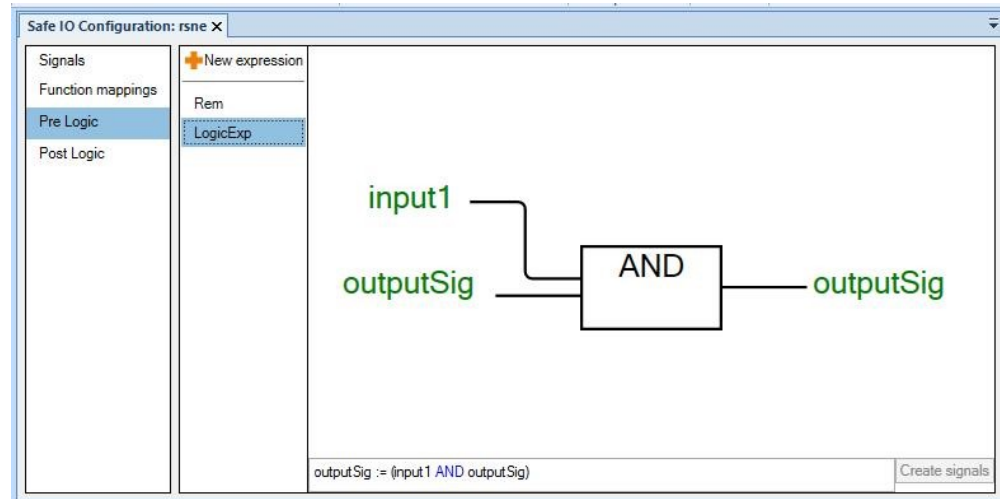 Safe IO Configuration: rsne X
Signals
Function mappings
Pre Logic
Post Logic
New expression
Rem
LogicExp
input1
outputSig
AND
outputSig
outputSig := (input1 AND outputSig)
Create signals